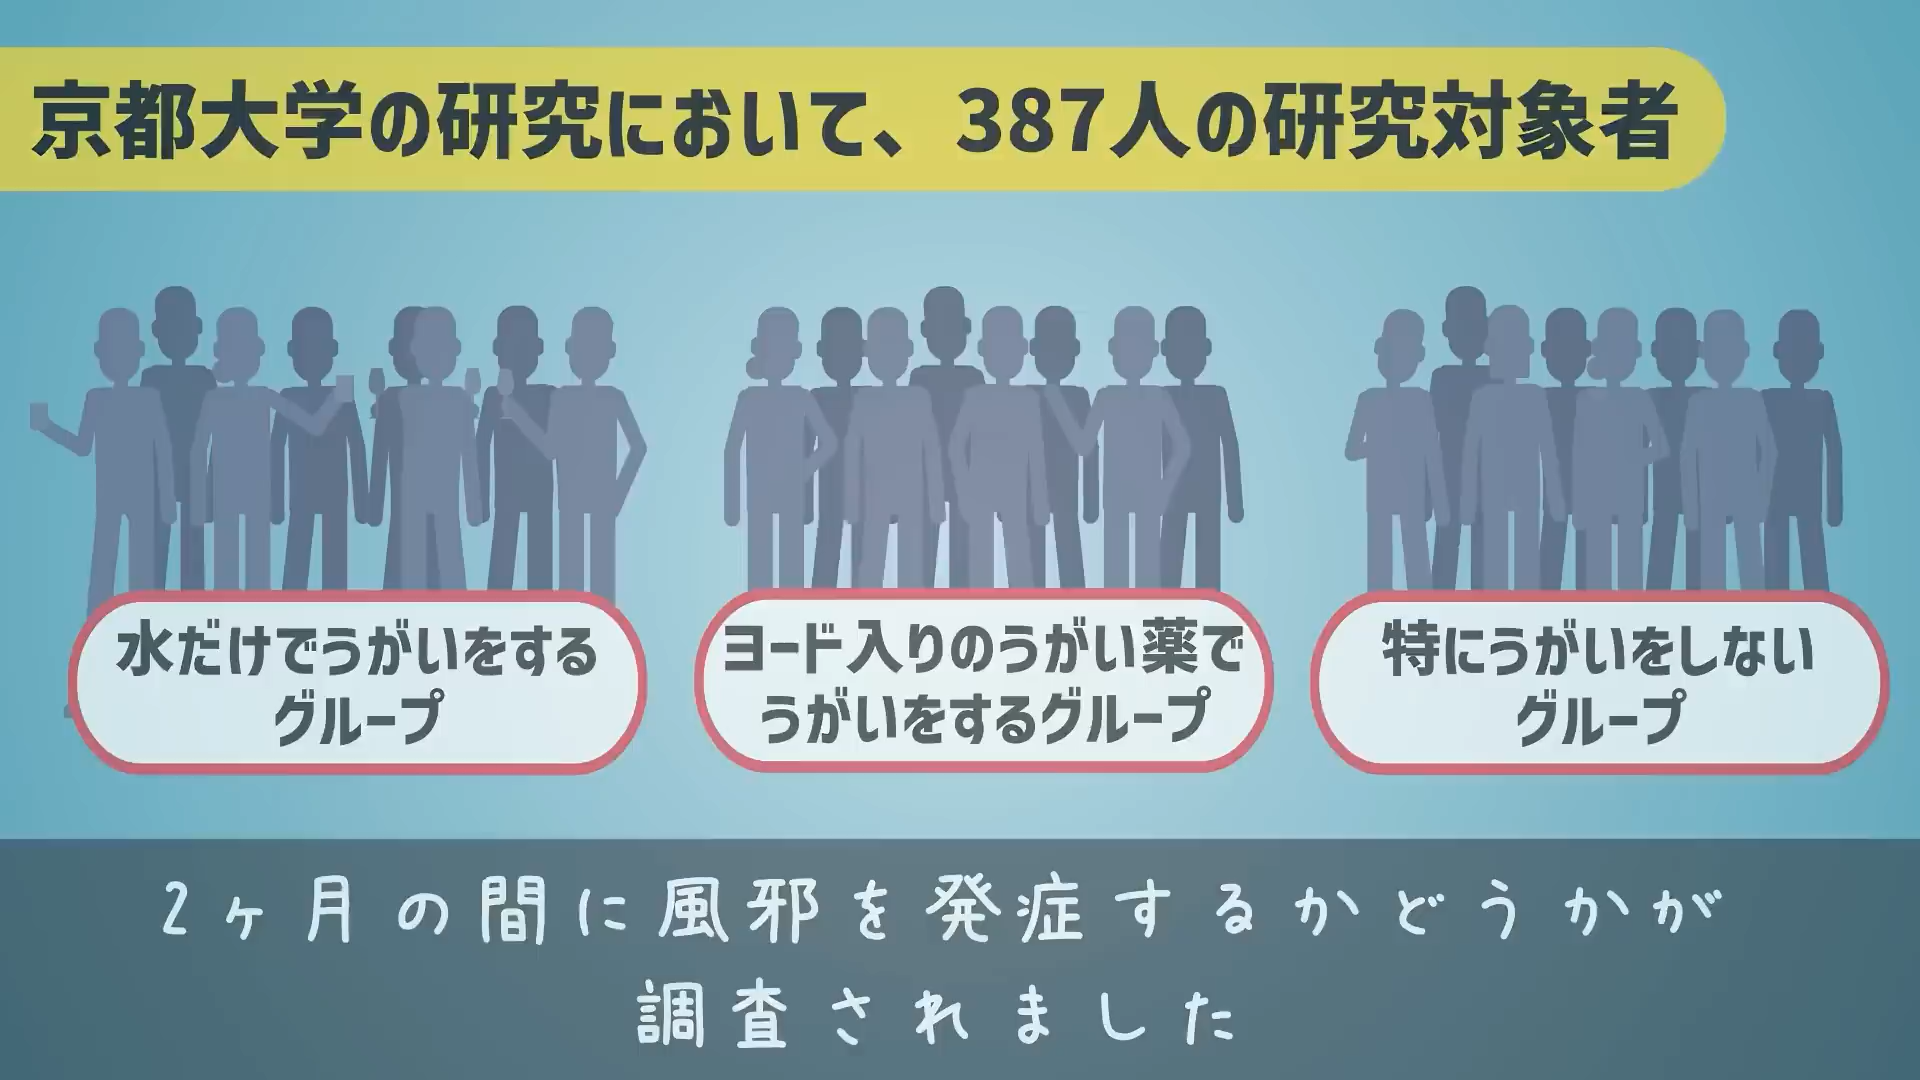 京都大学の研究において、387人の研究対象者
水だけでうがいをする
グループ
ヨード入りのうがい薬で
うがいをするグループ
特にうがいをしない
グループ
2ヶ月の間に風邪を発症するかどうかが
調査されました